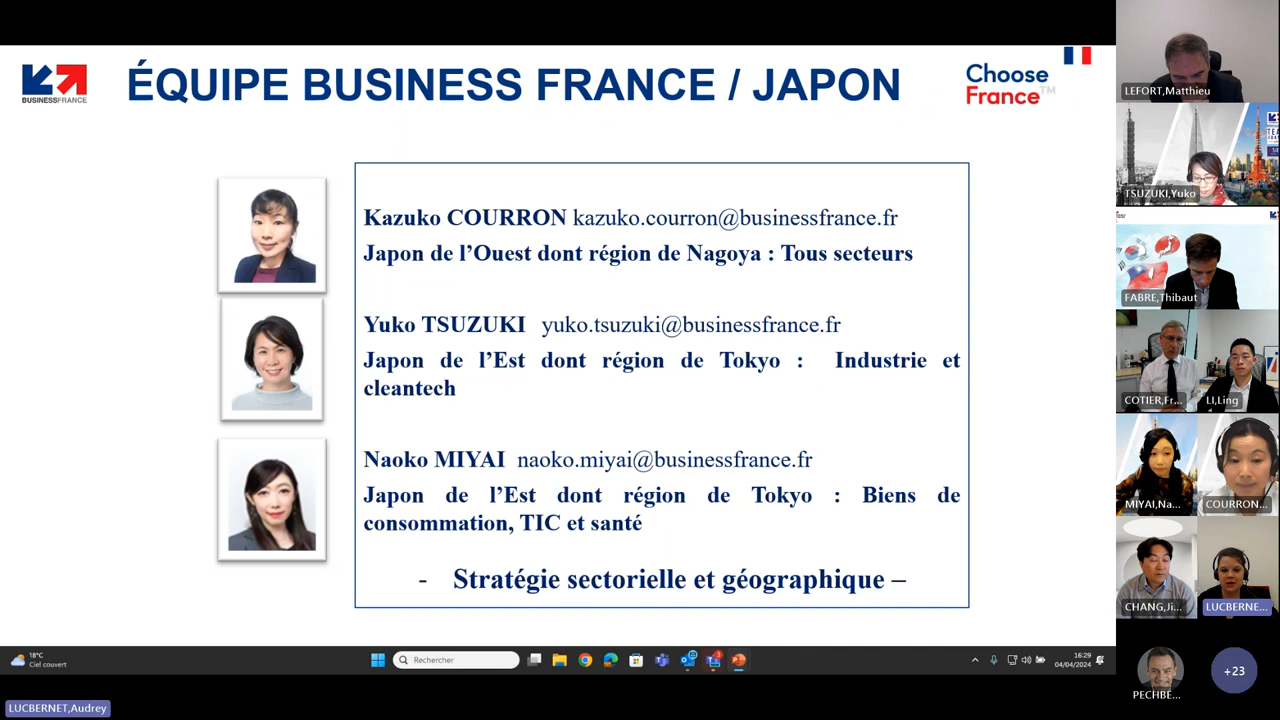 ÉQUIPE BUSINESS FRANCE / JAPON
BUSINESSFRANCE
Choose
France™
Kazuko COURRON kazuko.courron@businessfrance.fr
Japon de l’Ouest dont région de Nagoya : Tous secteurs
Yuko TSUZUKI yuko.tsuzuki@businessfrance.fr
Japon de l’Est dont région de Tokyo : Industrie et
cleantech
Naoko MIYAI naoko.miyai@businessfrance.fr
Japon de l’Est dont région de Tokyo : Biens de
consommation, TIC et santé
- Stratégie sectorielle et géographique –
LEFORT,Matthieu
TSUZUKI,Yuko
FABRE,Thibaut
COTIER,Fr...
LI,Ling
MIYAI,Na...
COURRON...
CHANG,Ji...
LUCBERNE...
PECHBE...
+23
18°C
Ciel couvert
Rechercher
16:29
04/04/2024
LUCBERNET,Audrey